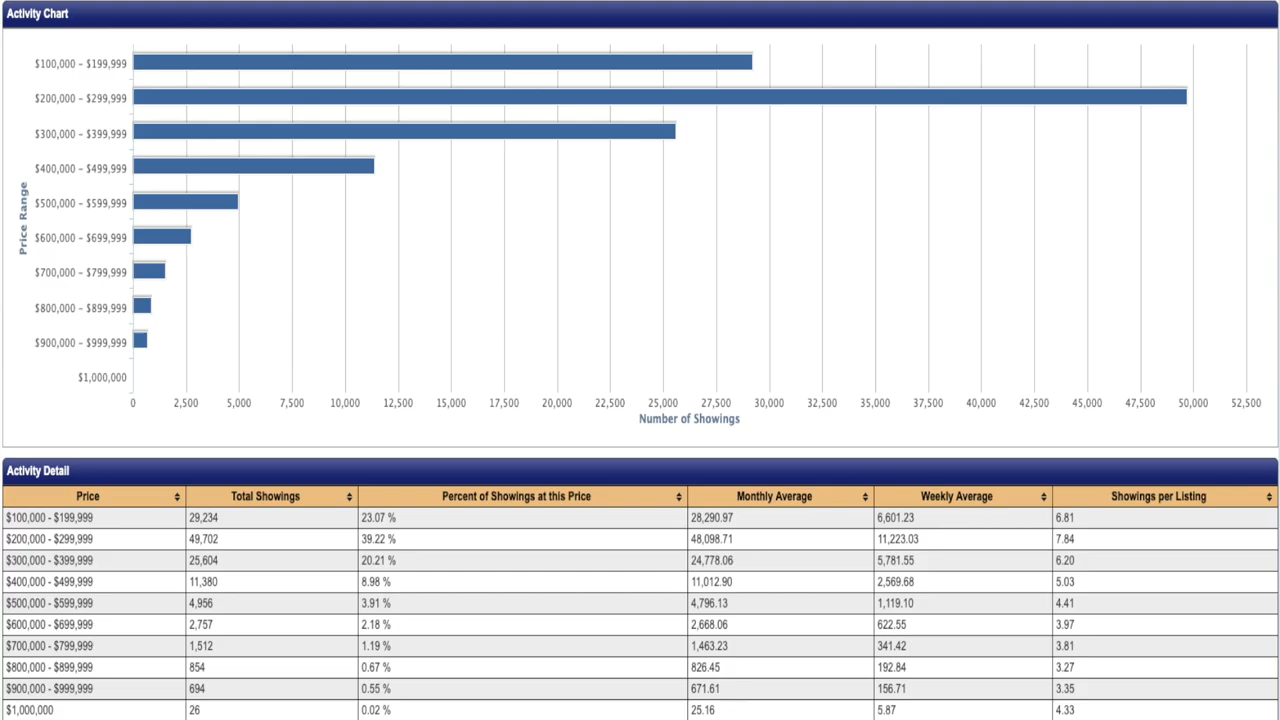 Activity Chart
$100,000 – $199,999
$200,000 – $299,999
$300,000 – $399,999
$400,000 – $499,999
$500,000 – $599,999
$600,000 – $699,999
$700,000 – $799,999
$800,000 – $899,999
$900,000 – $999,999
$1,000,000
Price Range
0 2,500 5,000 7,500 10,000 12,500 15,000 17,500 20,000 22,500 25,000 27,500 30,000 32,500 35,000 37,500 40,000 42,500 45,000 47,500 50,000 52,500
Number of Showings
Activity Detail
Price Total Showings Percent of Showings at this Price Monthly Average Weekly Average Showings per Listing
$100,000 - $199,999 29,234 23.07 % 28,290.97 6,601.23 6.81
$200,000 - $299,999 49,702 39.22 % 48,098.71 11,223.03 7.84
$300,000 - $399,999 25,604 20.21 % 24,778.06 5,781.55 6.20
$400,000 - $499,999 11,380 8.98 % 11,012.90 2,569.68 5.03
$500,000 - $599,999 4,956 3.91 % 4,796.13 1,119.10 4.41
$600,000 - $699,999 2,757 2.18 % 2,668.06 622.55 3.97
$700,000 - $799,999 1,512 1.19 % 1,463.23 341.42 3.81
$800,000 - $899,999 854 0.67 % 826.45 192.84 3.27
$900,000 - $999,999 694 0.55 % 671.61 156.71 3.35
$1,000,000 26 0.02 % 25.16 5.87 4.33